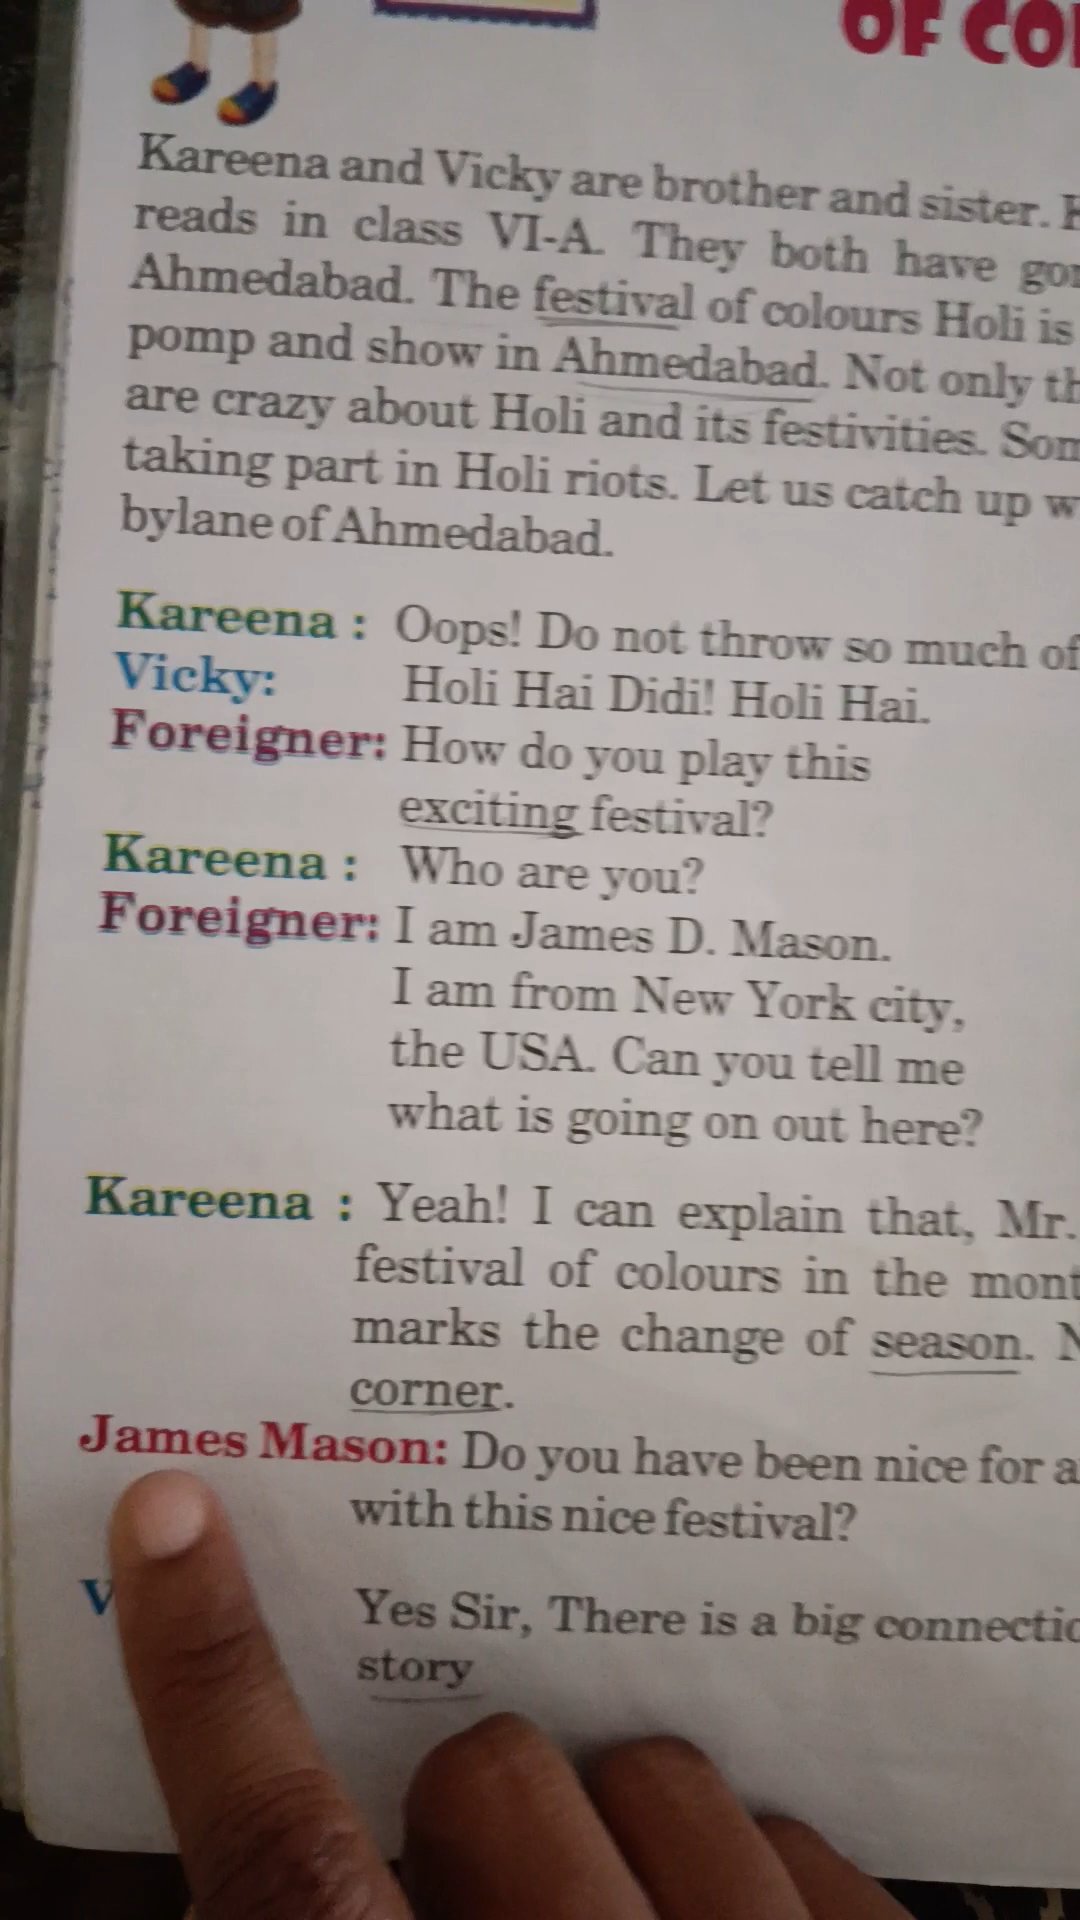 OF
Kareena and Vicky are brother and sister.
reads in class VI-A. They both have
Ahmedabad. The festival of colours Holi is
pomp and show in Ahmedabad. Not only
are crazy about Holi and its festivities.
taking part in Holi riots. Let us catch up
bylane of Ahmedabad.
Kareena : Oops! Do not throw so much of
Vicky: Holi Hai Didi! Holi Hai.
Foreigner: How do you play this
exciting festival?
Kareena : Who are you?
Foreigner: I am James D. Mason.
I am from New York city,
the USA. Can you tell me
what is going on out here?
Kareena : Yeah! I can explain that, Mr.
festival of colours in the
marks the change of season.
corner.
James Mason: Do you have been nice for
with this nice festival?
Yes Sir, There is a big
story